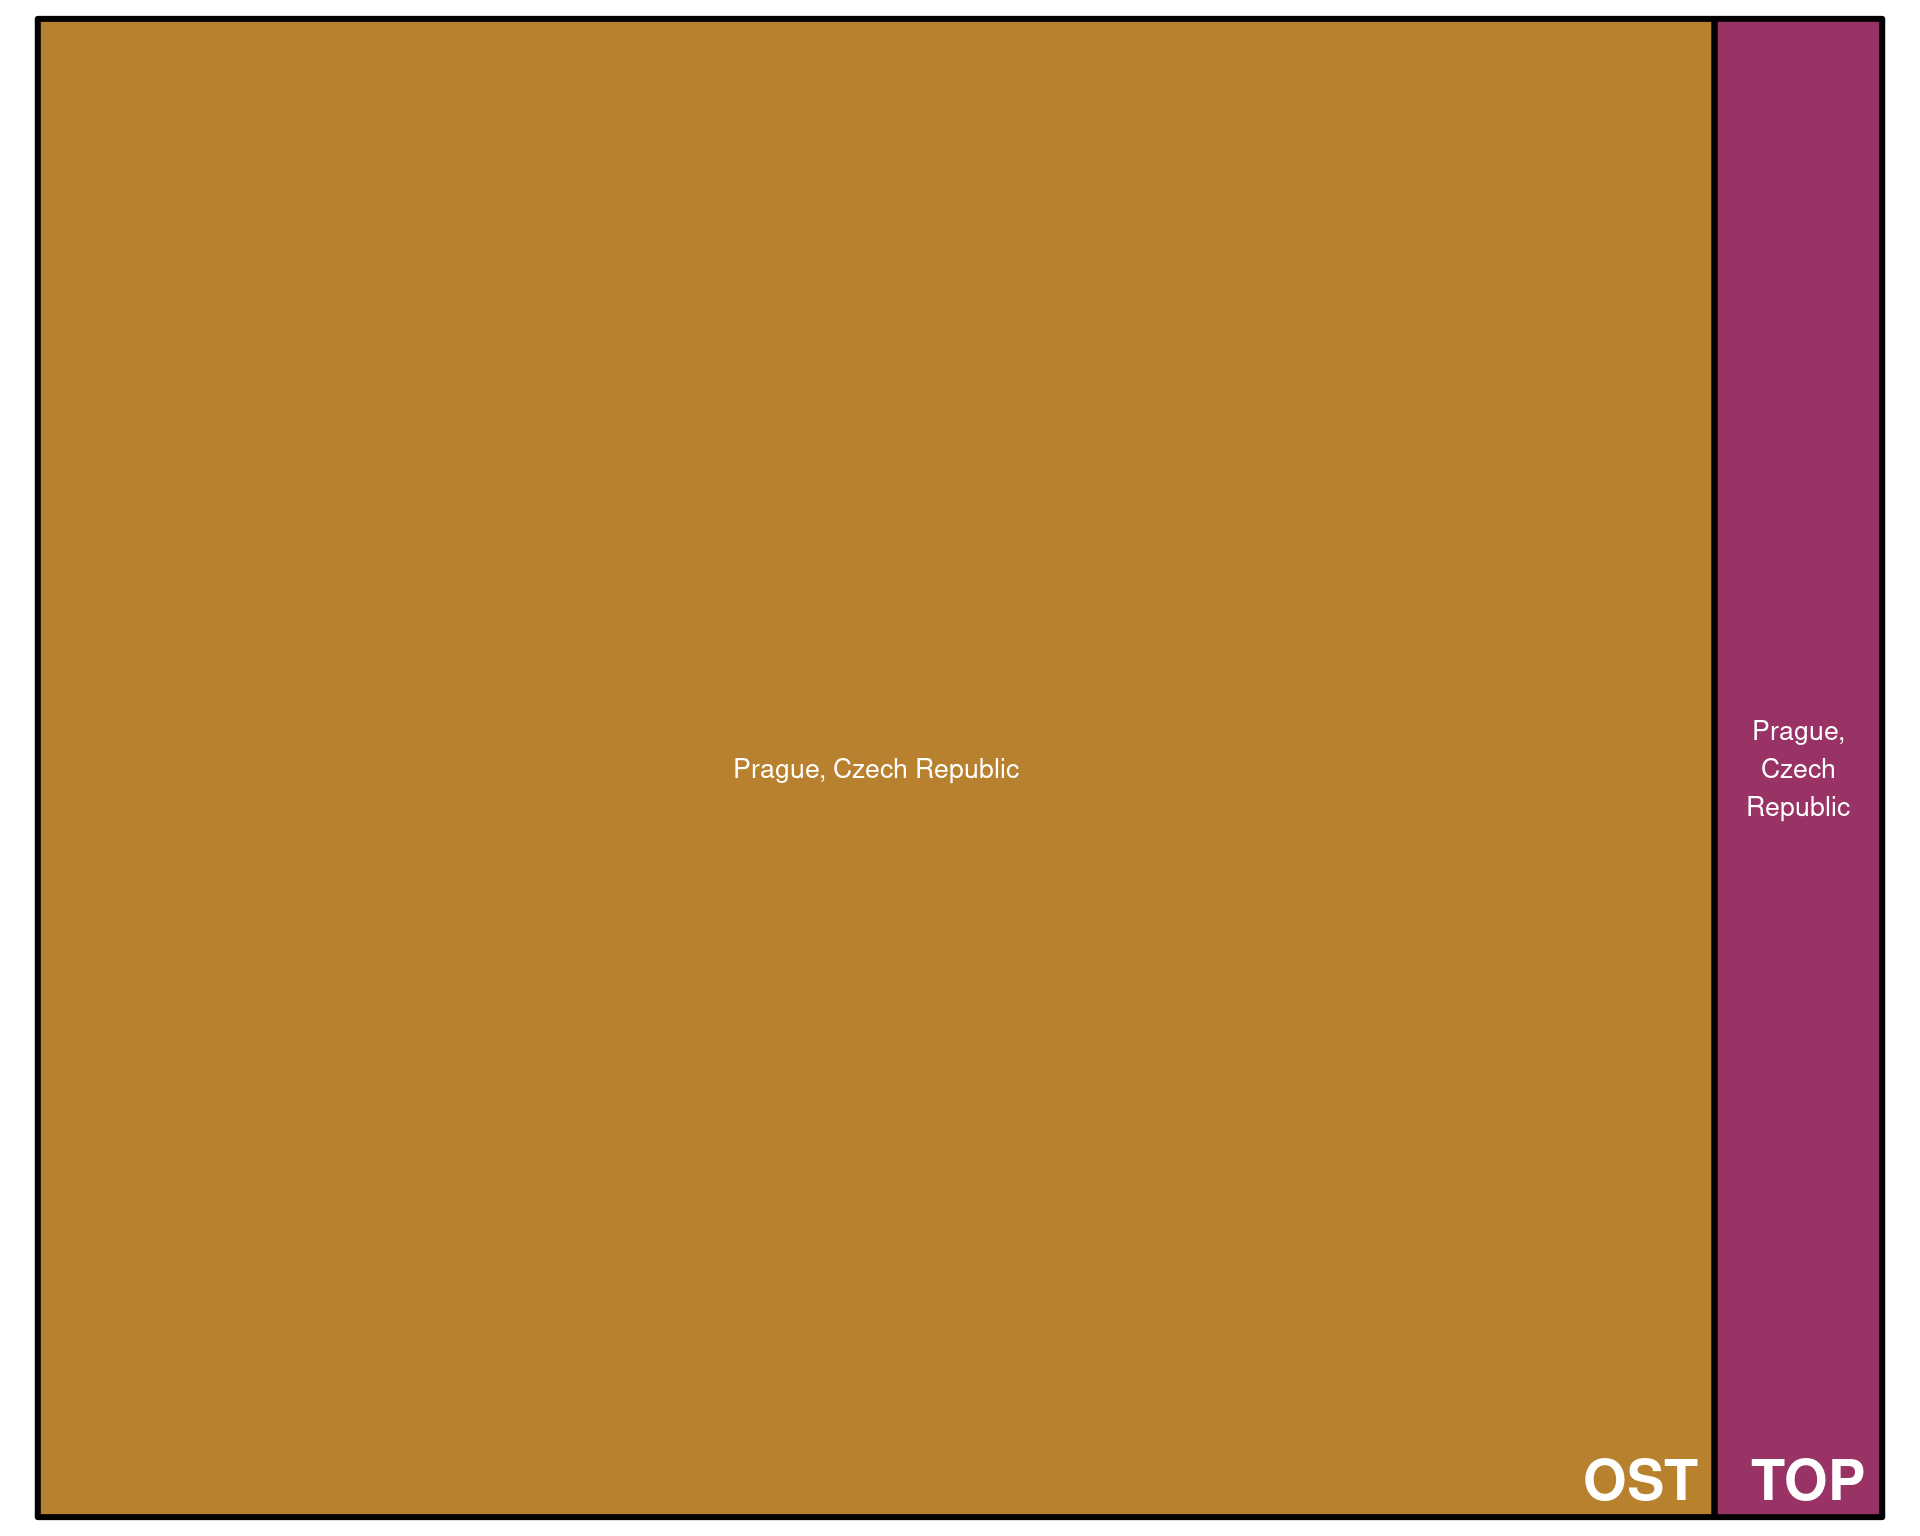 Prague, Czech Republic
Prague,
Czech
Republic
OST
TOP